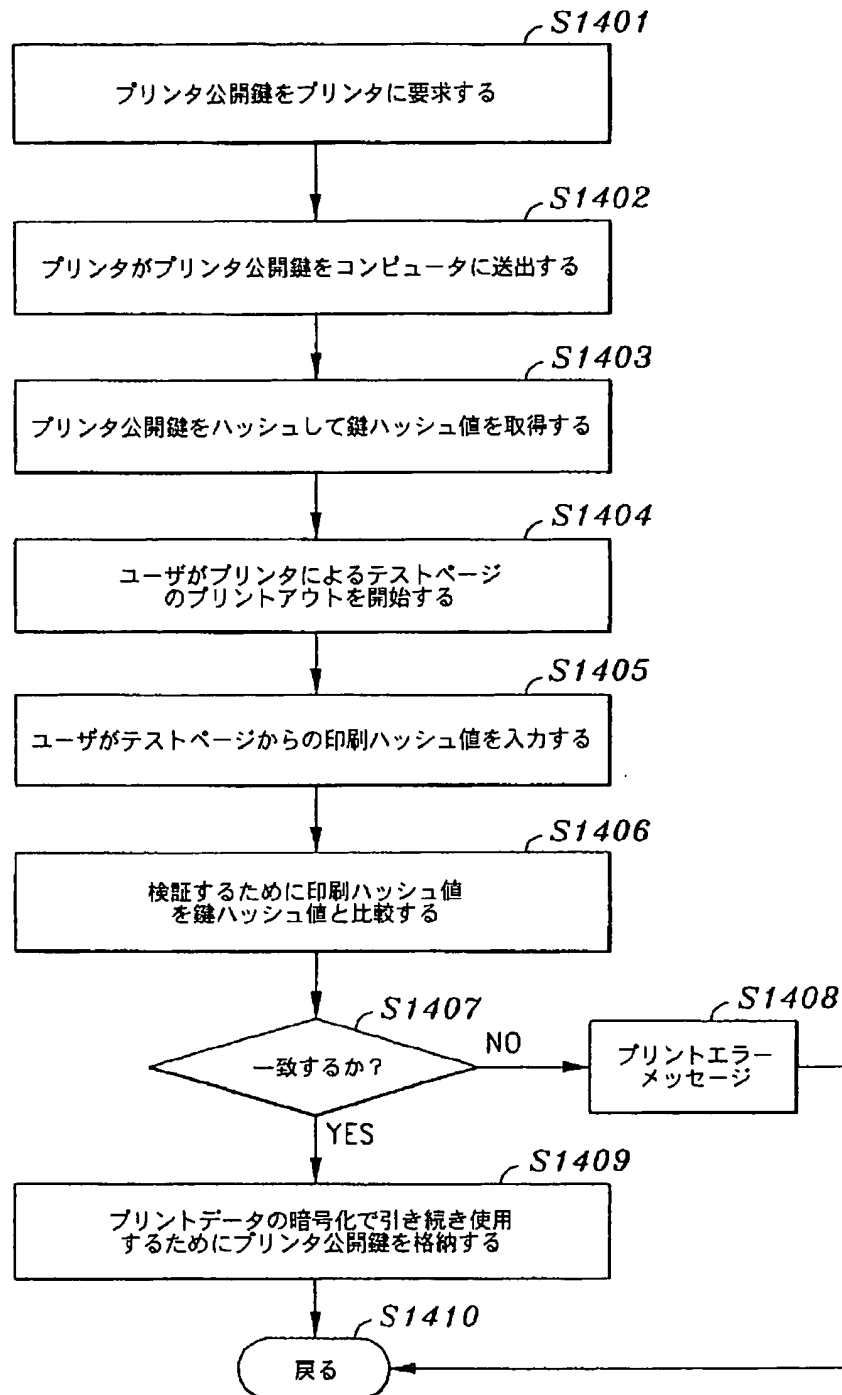 S1401
プリンタ公開鍵をプリンタに要求する
S1402
プリンタがプリンタ公開鍵をコンピュータに送出する
S1403
プリンタ公開鍵をハッシュして鍵ハッシュ値を取得する
S1404
ユーザがプリンタによるテストページ
のプリントアウトを開始する
S1405
ユーザがテストページからの印刷ハッシュ値を入力する
S1406
検証するために印刷ハッシュ値
を鍵ハッシュ値と比較する
S1407
一致するか?
NO
S1408
プリントエラー
メッセージ
YES
S1409
プリントデータの暗号化で引き続き使用
するためにプリンタ公開鍵を格納する
S1410
戻る